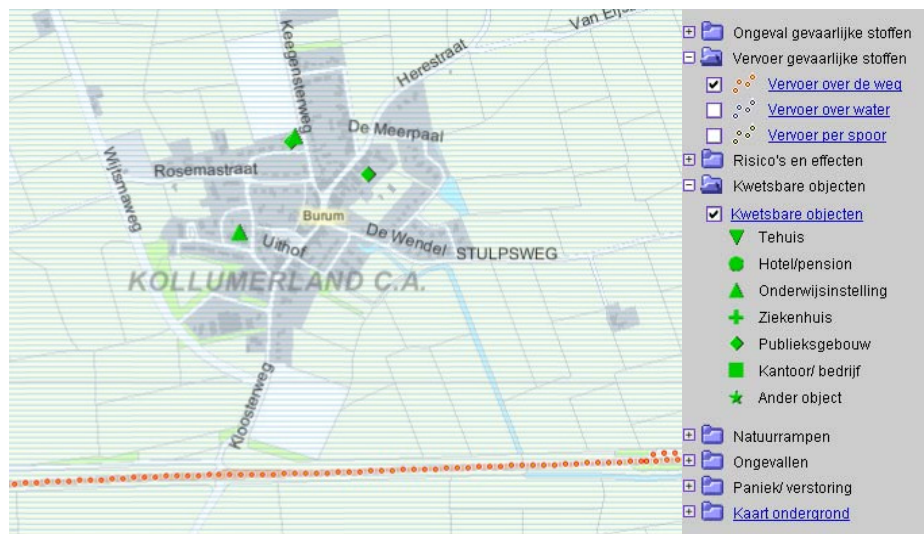 Van Eijs
Keegensterweg
Herestraat
De Meerpaal
Wijtsmaweg
Rosemastraat
Burum
De Wendel
Uithof
STULPSWEG
KOLLUMERLAND C.A.
Kloosterweg
Ongeval gevaarlijke stoffen
Vervoer gevaarlijke stoffen
Vervoer over de weg
Vervoer over water
Vervoer per spoor
Risico's en effecten
Kwetsbare objecten
Kwetsbare objecten
Tehuis
Hotel/pension
Onderwijsinstelling
Ziekenhuis
Publieksgebouw
Kantoor/ bedrijf
Ander object
Natuurrampen
Ongevallen
Paniek/ verstoring
Kaart ondergrond